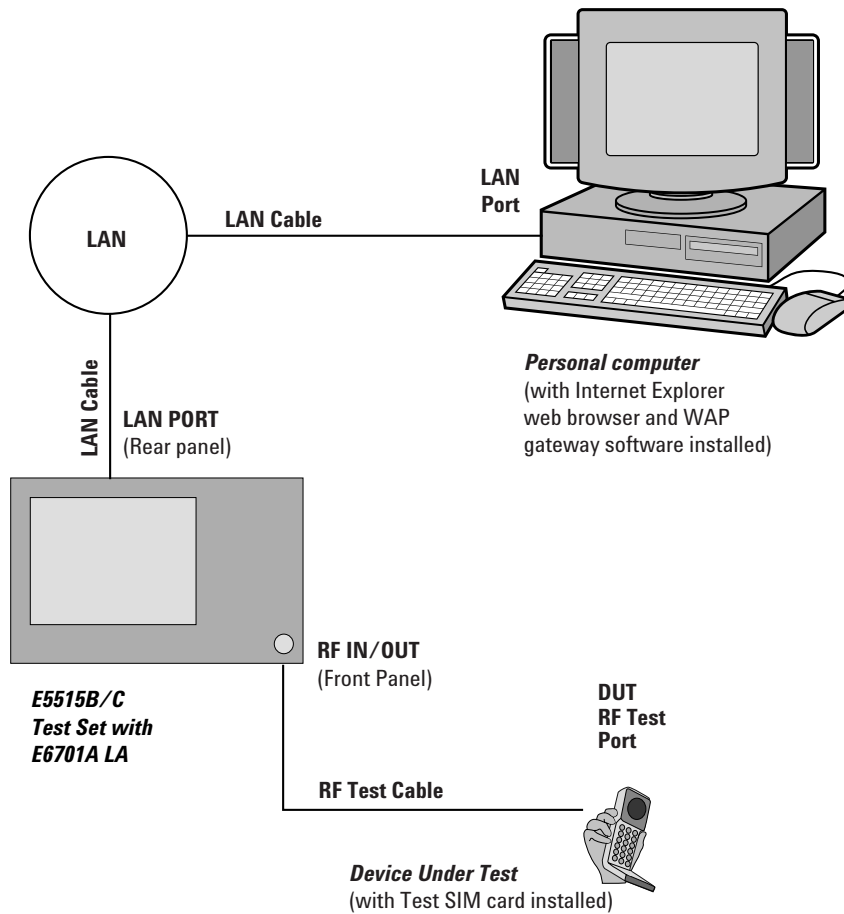 LAN
Port
LAN Cable
LAN
Personal computer
(with Internet Explorer
web browser and WAP
gateway software installed)
LAN Cable
LAN PORT
(Rear panel)
RF IN/OUT
(Front Panel)
E5515B/C
Test Set with
E6701A LA
DUT
RF Test
Port
RF Test Cable
Device Under Test
(with Test SIM card installed)